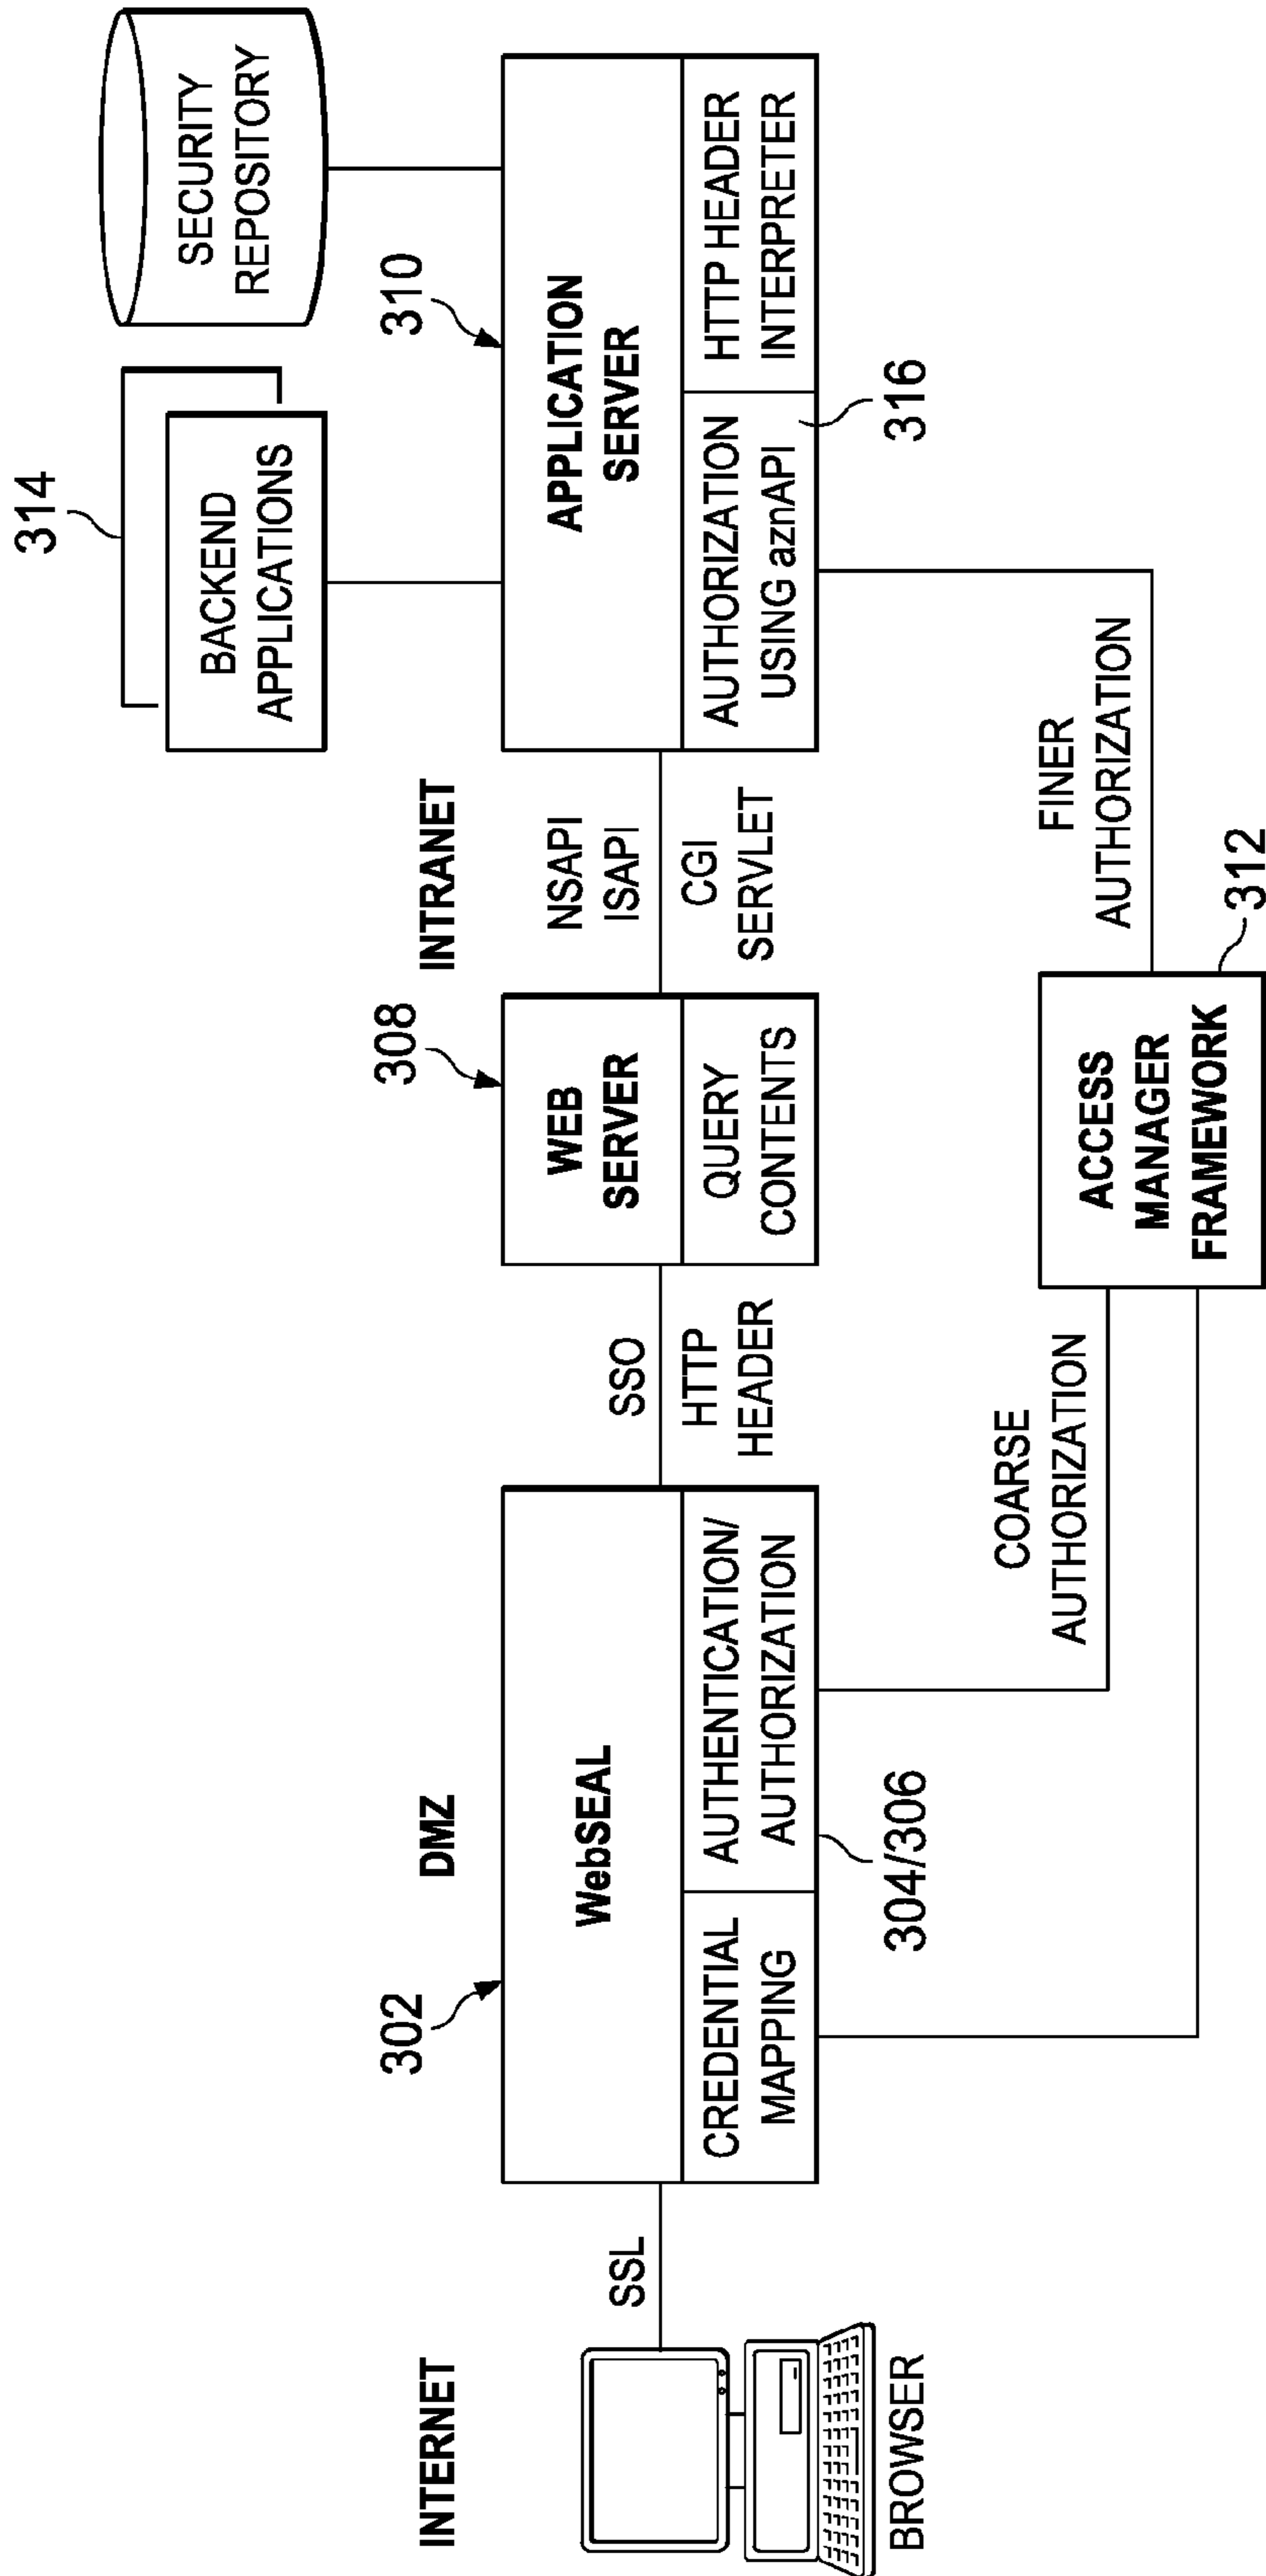 INTERNET
BROWSER
SSL
DMZ
302
WebSEAL
CREDENTIAL
MAPPING
AUTHENTICATION/
AUTHORIZATION
304/306
COARSE
AUTHORIZATION
SSO
HTTP
HEADER
308
WEB
SERVER
QUERY
CONTENTS
ACCESS
MANAGER
FRAMEWORK
312
INTRANET
NSAPI
ISAPI
CGI
SERVLET
FINER
AUTHORIZATION
314
BACKEND
APPLICATIONS
310
APPLICATION
SERVER
AUTHORIZATION
USING aznAPI
316
HTTP HEADER
INTERPRETER
SECURITY
REPOSITORY